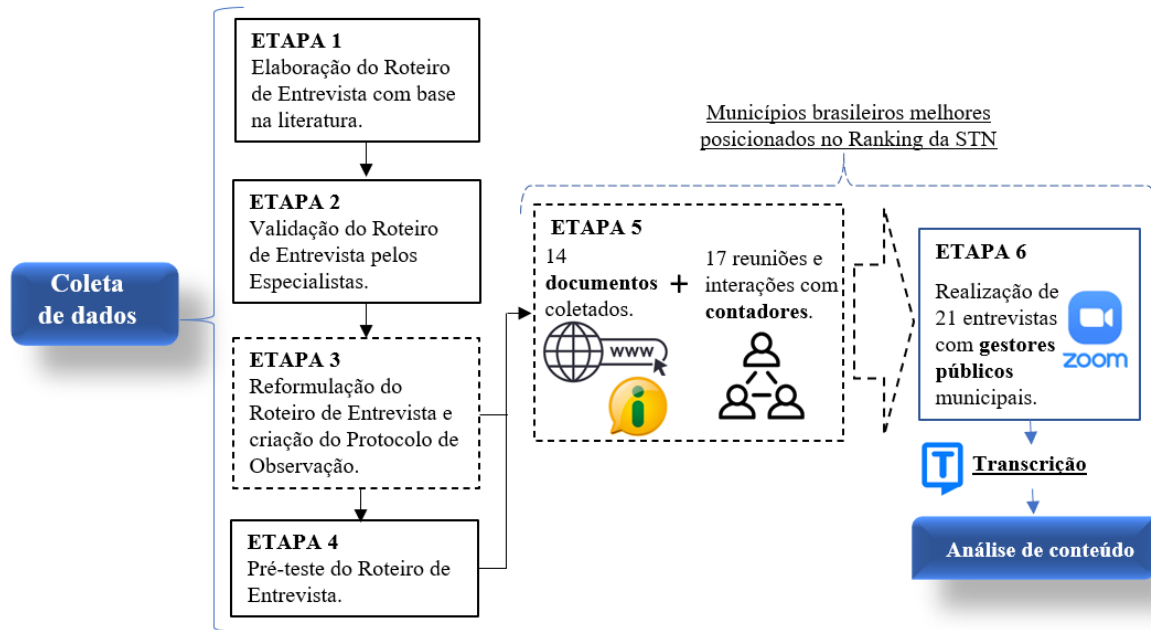 Coleta
de dados
ETAPA 1
Elaboração do Roteiro
de Entrevista com base
na literatura.
ETAPA 2
Validação do Roteiro
de Entrevista pelos
Especialistas.
ETAPA 3
Reformulação do
Roteiro de Entrevista e
criação do Protocolo de
Observação.
ETAPA 4
Pré-teste do Roteiro de
Entrevista.
Municípios brasileiros melhores
posicionados no Ranking da STN
ETAPA 5
14
documentos
coletados.
www
i
+
17 reuniões e
interações com
contadores.
ETAPA 6
Realização de
21 entrevistas
com gestores
públicos
municipais.
zoom
T
Transcrição
Análise de conteúdo